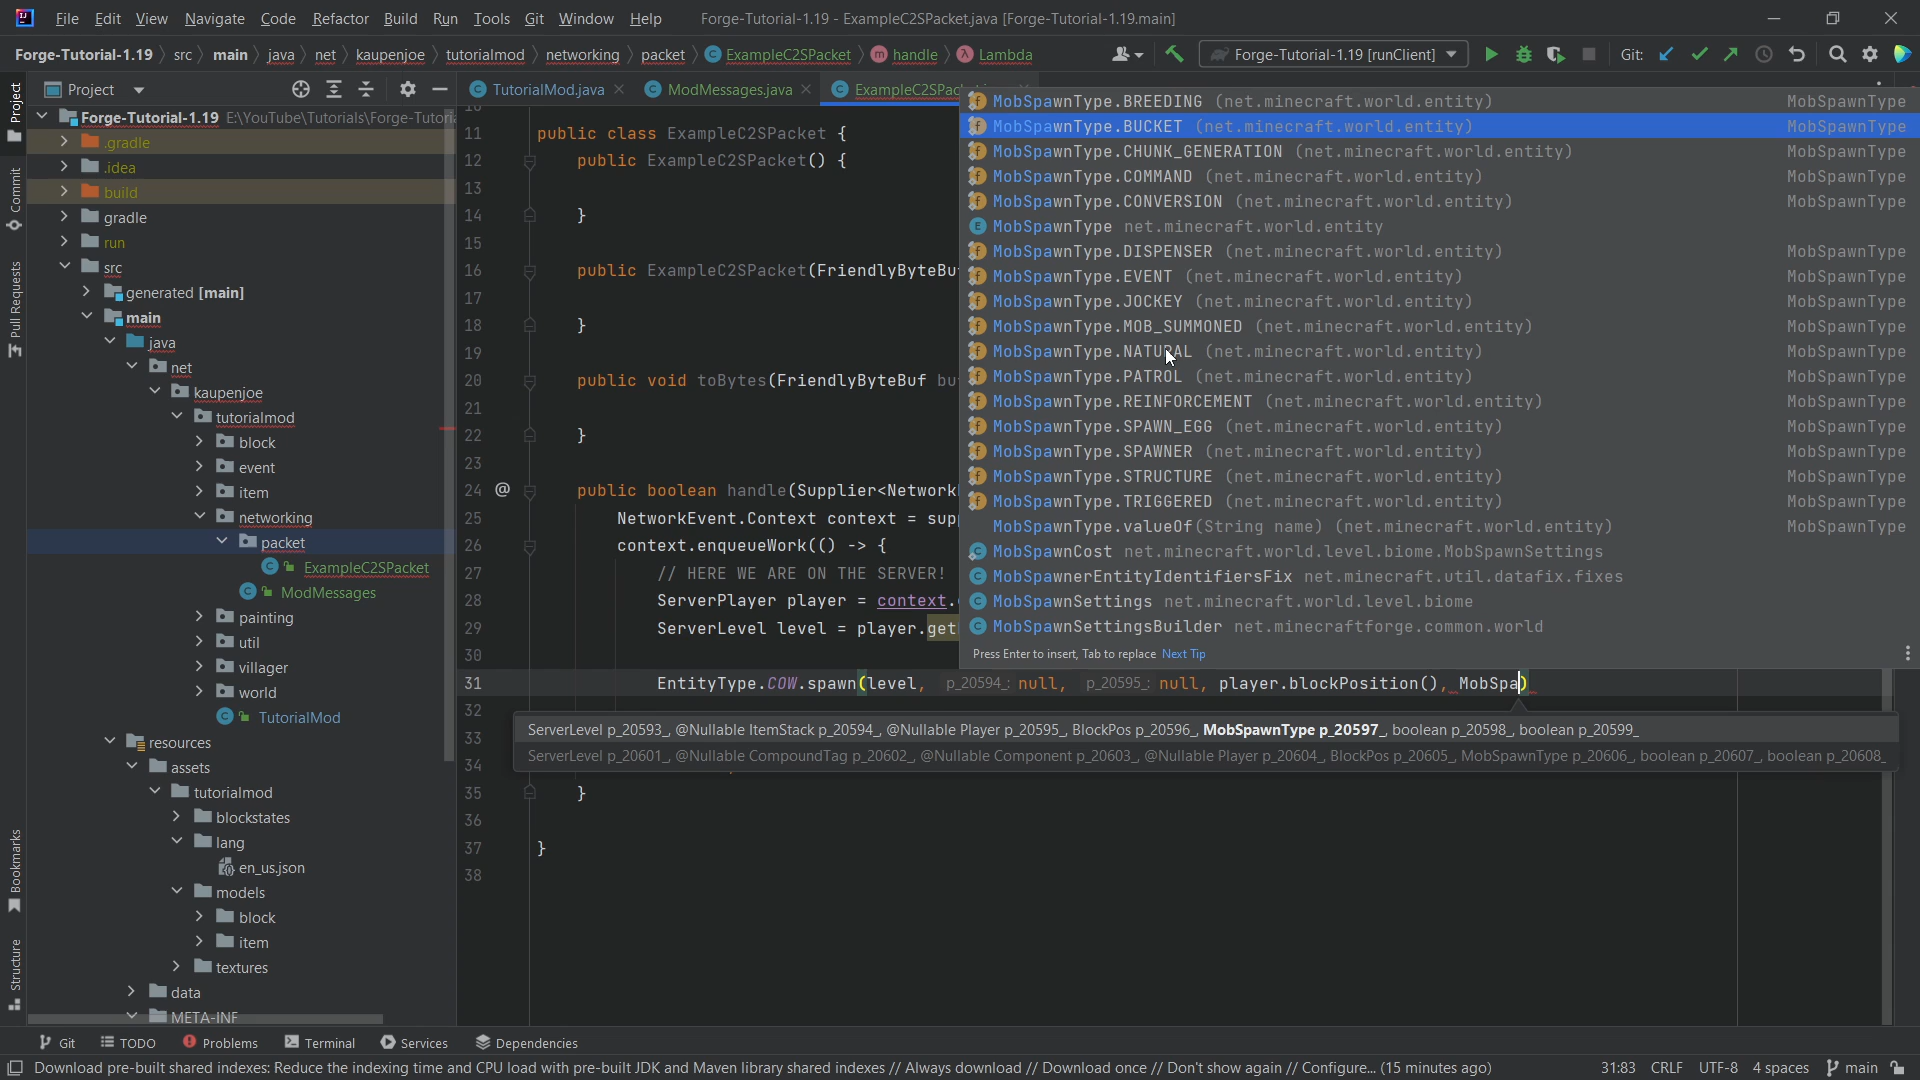 File Edit View Navigate Code Refactor Build Run Tools Git Window Help Forge-Tutorial-1.19 - ExampleC2SPacket.java [Forge-Tutorial-1.19.main]
Forge-Tutorial-1.19 src main java net kaupenjoe tutorialmod networking packet ExampleC2SPacket handle Lambda Forge-Tutorial-1.19 [runClient] Git:
Project TutorialMod.java ModMessages.java
Forge-Tutorial-1.19
.gradle
.idea
build
gradle
run
src
generated [main]
main
java
net
kaupenjoe
tutorialmod
block
event
item
networking
packet
ExampleC2SPacket
ModMessages
painting
util
villager
world
TutorialMod
resources
assets
tutorialmod
blockstates
lang
en_us.json
models
block
item
textures
data
META-INF
Project
Commit
Pull Requests
Bookmarks
Structure
11 public class ExampleC2SPacket {
12 public ExampleC2SPacket() {
13
14 }
15
16 public ExampleC2SPacket(FriendlyByteBu
17
18 }
19
20 public void toBytes(FriendlyByteBuf bu
21
22 }
23
24 @ public boolean handle(Supplier<Network
25 NetworkEvent.Context context = sup
26 context.enqueueWork(() -> {
27 // HERE WE ARE ON THE SERVER!
28 ServerPlayer player = context.
29 ServerLevel level = player.get
30
31 EntityType.COW.spawn(level, p_20594_: null, p_20595_: null, player.blockPosition(), MobSpa)
32
33
34
35 }
36
37 }
38
MobSpawnType.BREEDING (net.minecraft.world.entity) MobSpawnType
MobSpawnType.BUCKET (net.minecraft.world.entity) MobSpawnType
MobSpawnType.CHUNK_GENERATION (net.minecraft.world.entity) MobSpawnType
MobSpawnType.COMMAND (net.minecraft.world.entity) MobSpawnType
MobSpawnType.CONVERSION (net.minecraft.world.entity) MobSpawnType
MobSpawnType net.minecraft.world.entity
MobSpawnType.DISPENSER (net.minecraft.world.entity) MobSpawnType
MobSpawnType.EVENT (net.minecraft.world.entity) MobSpawnType
MobSpawnType.JOCKEY (net.minecraft.world.entity) MobSpawnType
MobSpawnType.MOB_SUMMONED (net.minecraft.world.entity) MobSpawnType
MobSpawnType.NATURAL (net.minecraft.world.entity) MobSpawnType
MobSpawnType.PATROL (net.minecraft.world.entity) MobSpawnType
MobSpawnType.REINFORCEMENT (net.minecraft.world.entity) MobSpawnType
MobSpawnType.SPAWN_EGG (net.minecraft.world.entity) MobSpawnType
MobSpawnType.SPAWNER (net.minecraft.world.entity) MobSpawnType
MobSpawnType.STRUCTURE (net.minecraft.world.entity) MobSpawnType
MobSpawnType.TRIGGERED (net.minecraft.world.entity) MobSpawnType
MobSpawnType.valueOf(String name) (net.minecraft.world.entity) MobSpawnType
MobSpawnCost net.minecraft.world.level.biome.MobSpawnSettings
MobSpawnerEntityIdentifiersFix net.minecraft.util.datafix.fixes
MobSpawnSettings net.minecraft.world.level.biome
MobSpawnSettingsBuilder net.minecraftforge.common.world
Press Enter to insert, Tab to replace Next Tip
ServerLevel p_20593_, @Nullable ItemStack p_20594_, @Nullable Player p_20595_, BlockPos p_20596_, MobSpawnType p_20597_, boolean p_20598_, boolean p_20599_
ServerLevel p_20601_, @Nullable CompoundTag p_20602_, @Nullable Component p_20603_, @Nullable Player p_20604_, BlockPos p_20605_, MobSpawnType p_20606_, boolean p_20607_, boolean p_20608_
Git TODO Problems Terminal Services Dependencies
Download pre-built shared indexes: Reduce the indexing time and CPU load with pre-built JDK and Maven library shared indexes // Always download // Download once // Don't show again // Configure... (15 minutes ago) 31:83 CRLF UTF-8 4 spaces main